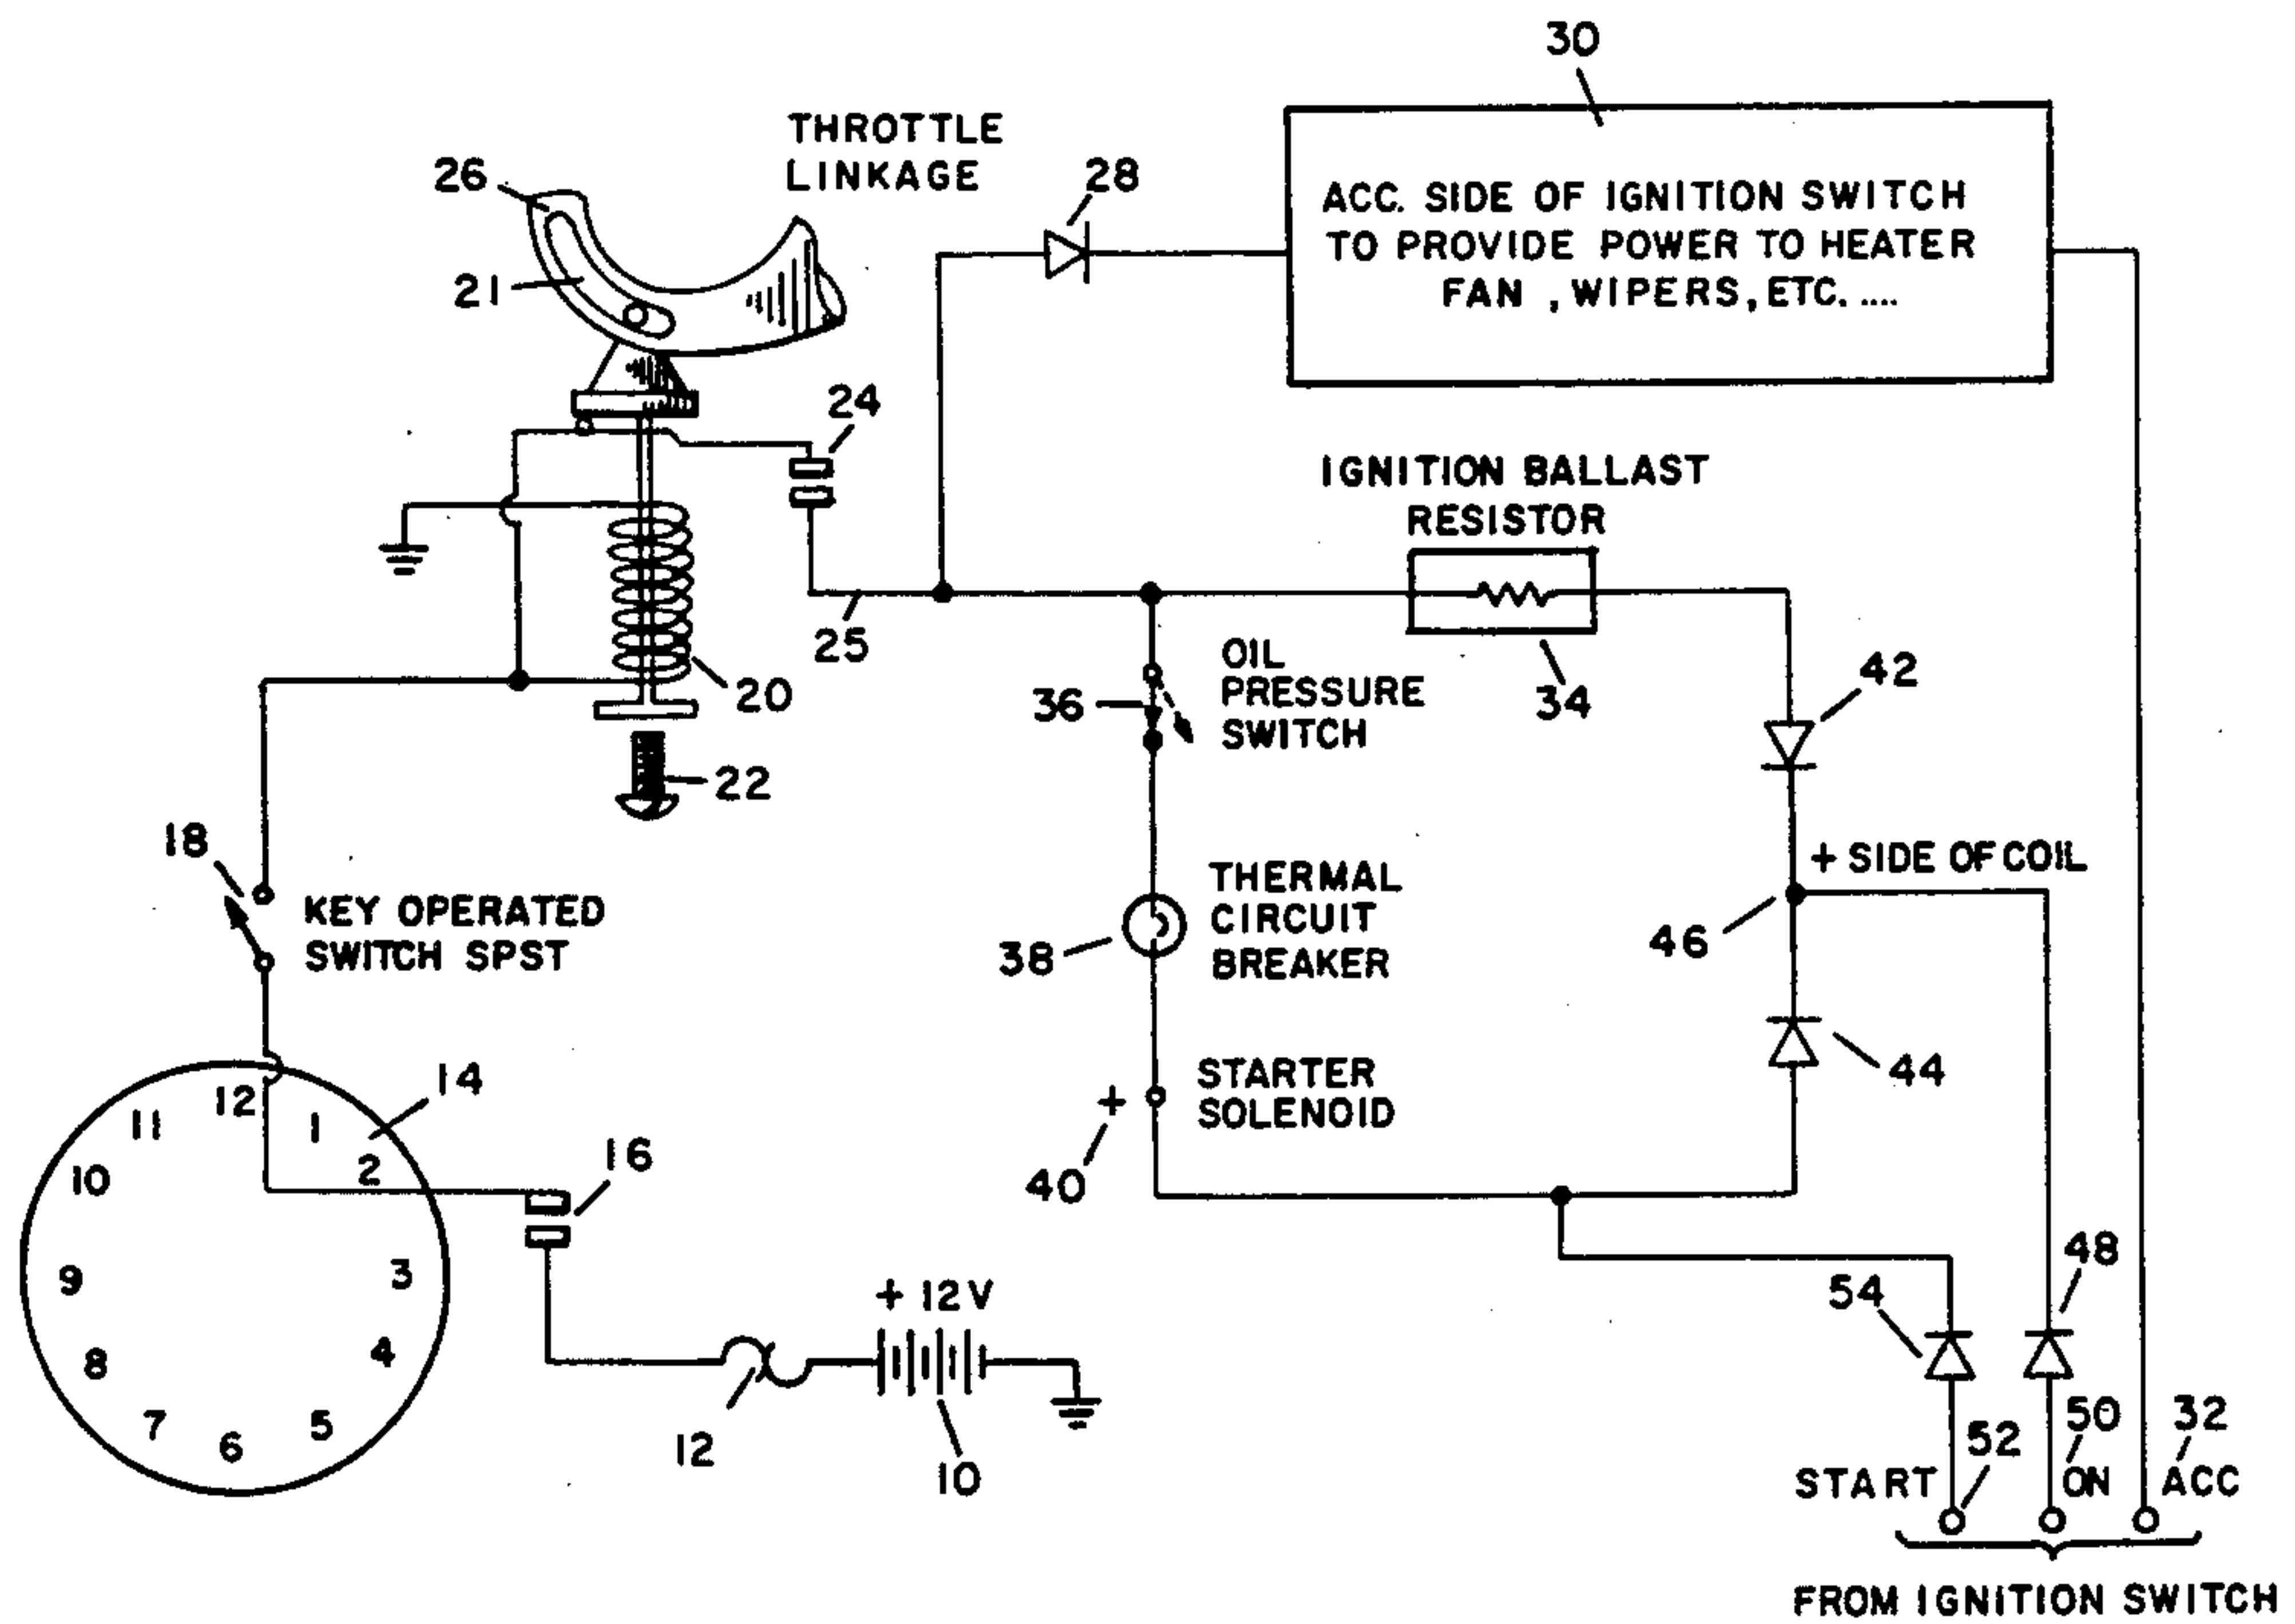 30
THROTTLE
LINKAGE
26
28
21
ACC. SIDE OF IGNITION SWITCH
TO PROVIDE POWER TO HEATER
FAN , WIPERS, ETC. ....
24
IGNITION BALLAST
RESISTOR
25
20
36
OIL
PRESSURE
SWITCH
34
42
22
18
KEY OPERATED
SWITCH SPST
THERMAL
CIRCUIT
BREAKER
38
+ SIDE OF COIL
46
14
16
12
1
2
3
4
5
6
7
8
9
10
11
+
STARTER
SOLENOID
40
44
+ 12V
12
10
54
48
52
50
32
START
ON
ACC
FROM IGNITION SWITCH